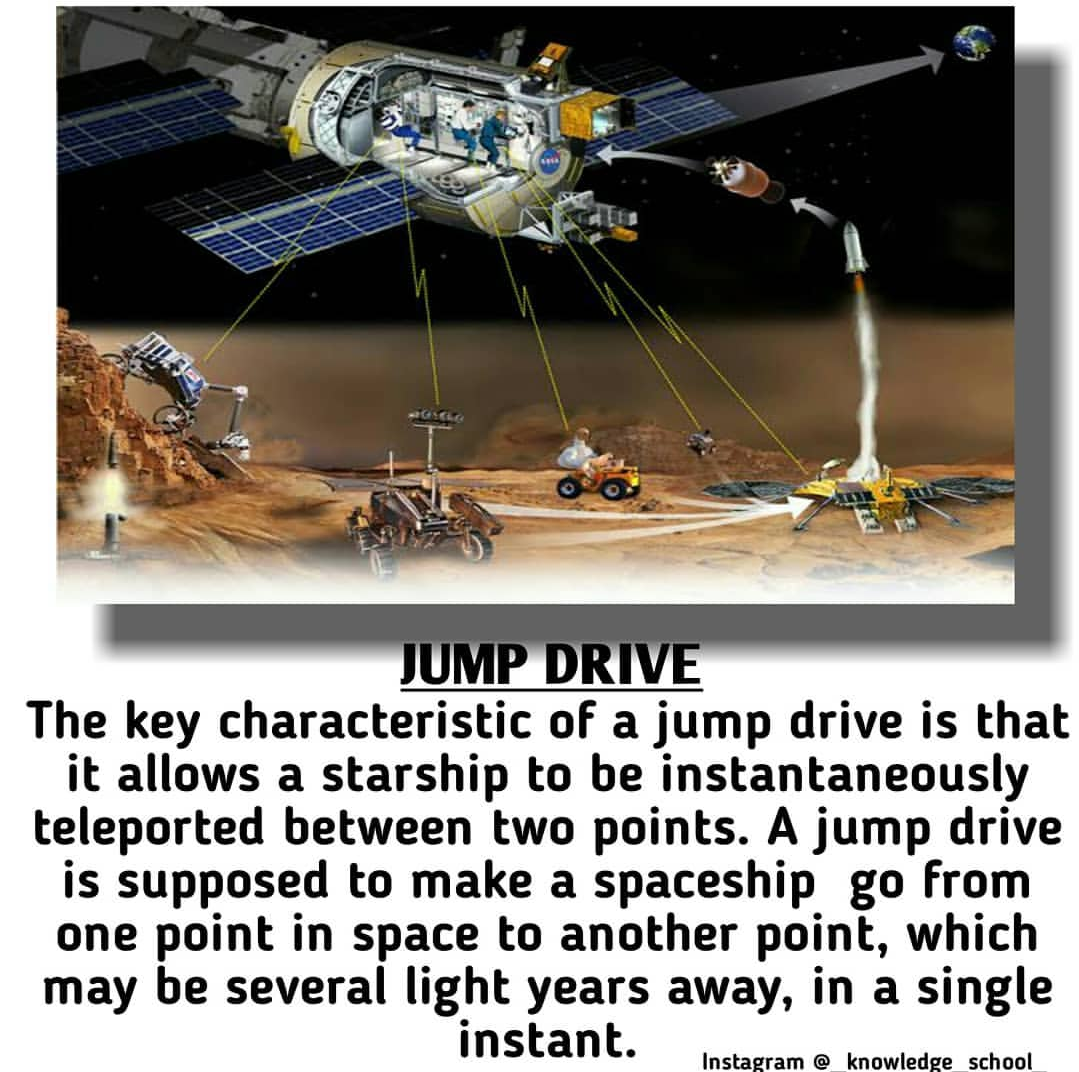 NASA
JUMP DRIVE
The key characteristic of a jump drive is that
it allows a starship to be instantaneously
teleported between two points. A jump drive
is supposed to make a spaceship go from
one point in space to another point, which
may be several light years away, in a single
instant.
Instagram @_knowledge_school_